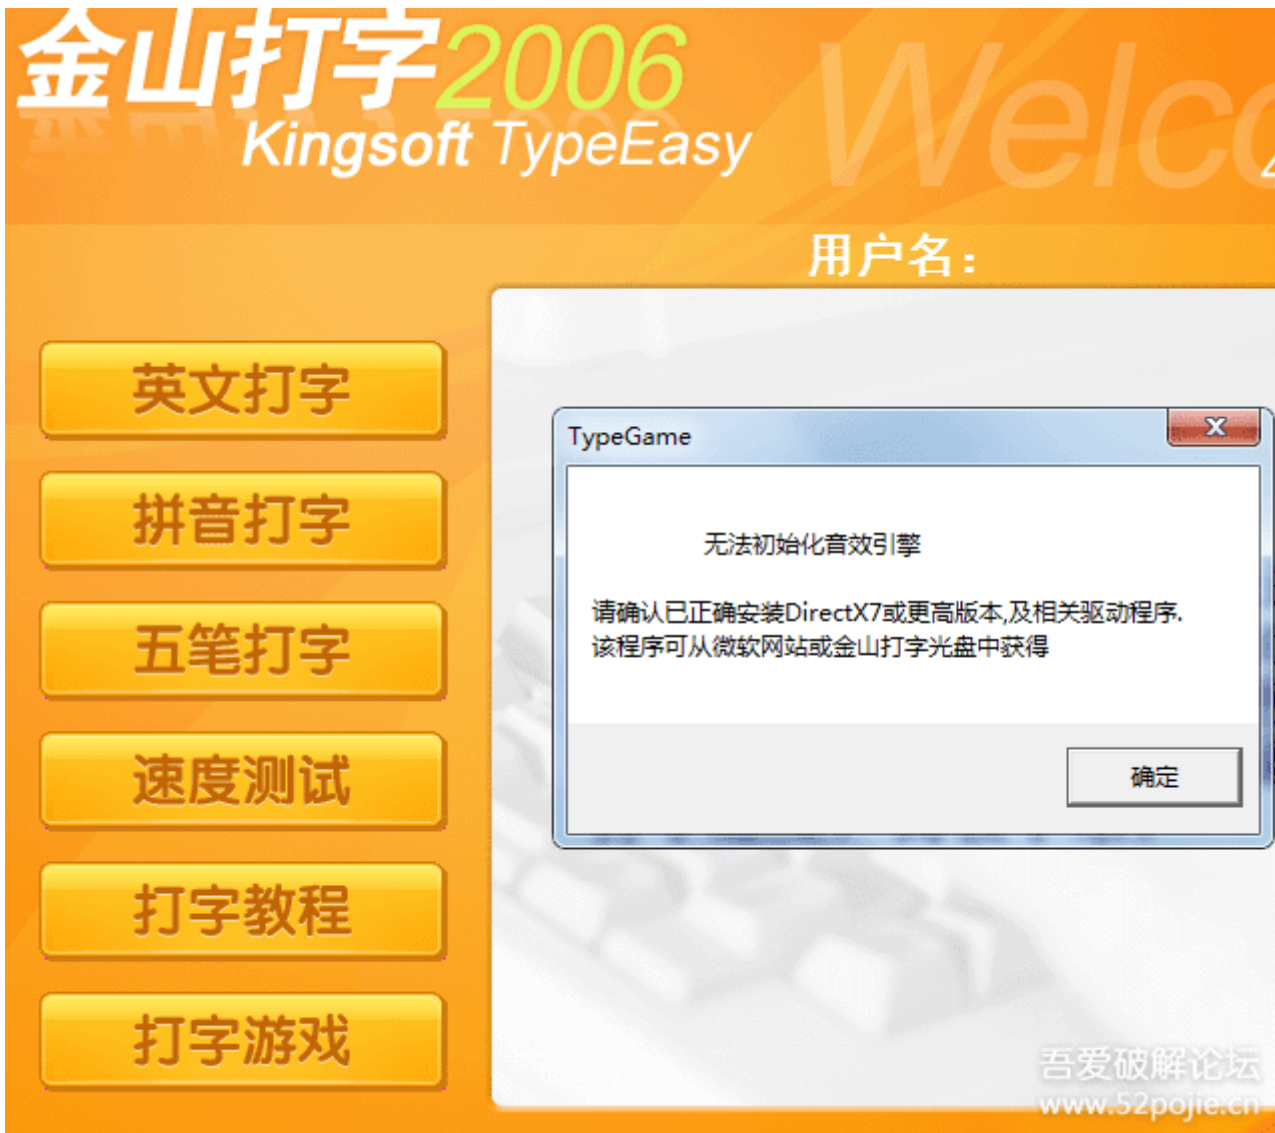 金山打字2006
Kingsoft TypeEasy
Welco
用户名：
英文打字
拼音打字
五笔打字
速度测试
打字教程
打字游戏
TypeGame
无法初始化音效引擎
请确认已正确安装DirectX7或更高版本,及相关驱动程序.
该程序可从微软网站或金山打字光盘中获得
确定
吾爱破解论坛
www.52pojie.cn